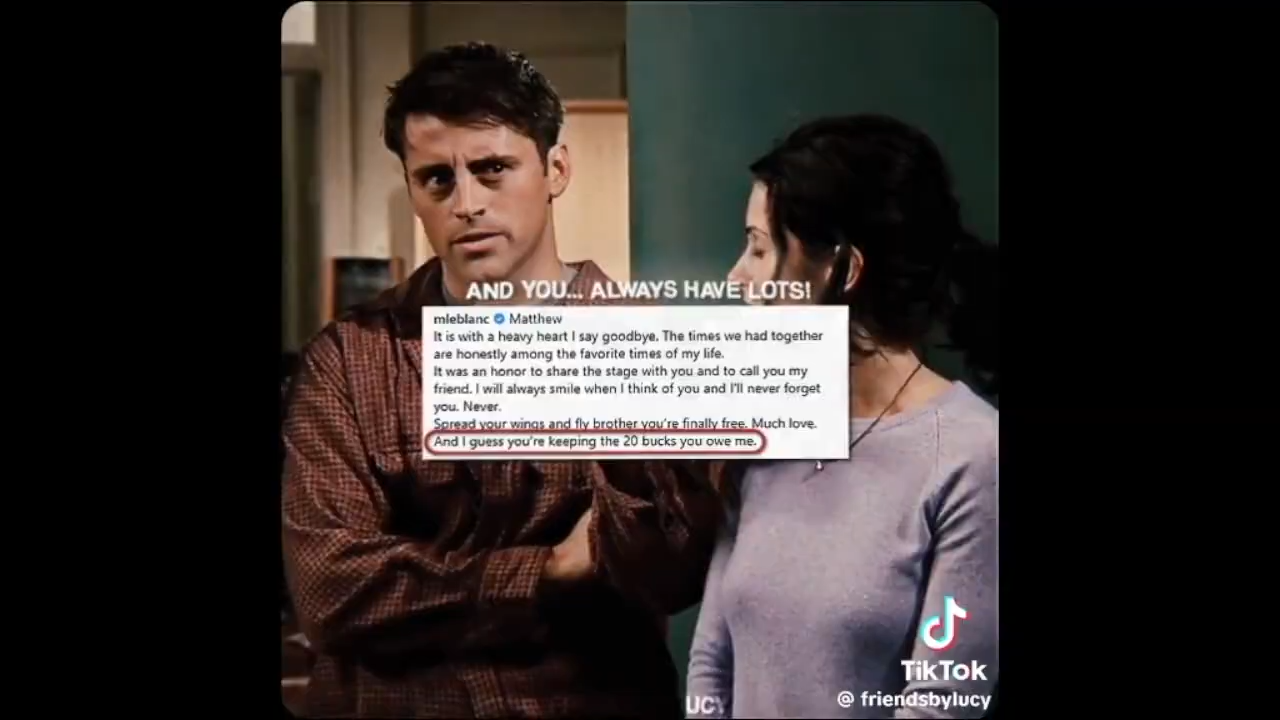 AND YOU... ALWAYS HAVE LOTS!
mleblanc Matthew
It is with a heavy heart I say goodbye. The times we had together
are honestly among the favorite times of my life.
It was an honor to share the stage with you and to call you my
friend. I will always smile when I think of you and I'll never forget
you. Never.
Spread your wings and fly brother you're finally free. Much love.
And I guess you're keeping the 20 bucks you owe me.
TikTok
@ friendsbylucy
UCY